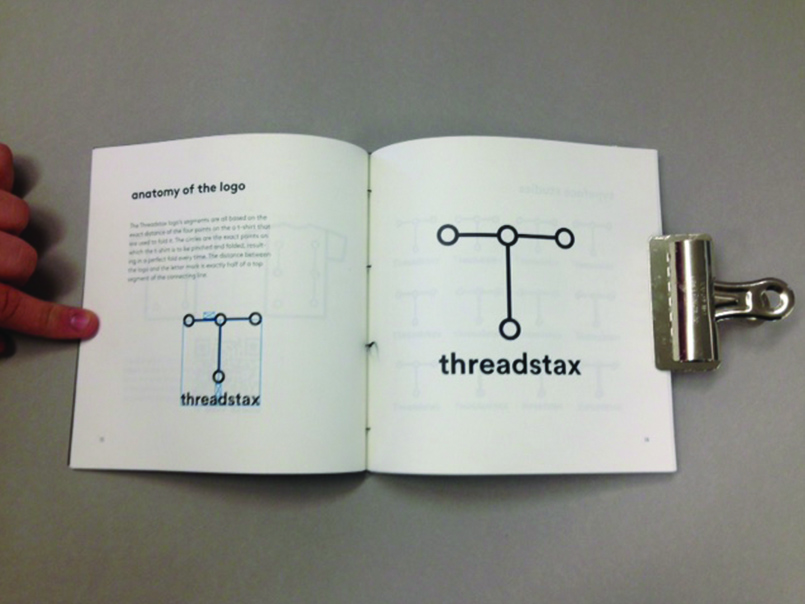 anatomy of the logo
The Threadstax logo's segments are all based on the
exact distance of the four points on the a t-shirt that
are used to fold it. The circles are the exact points on
which the t-shirt is to be pinched and folded, result-
ing in a perfect fold every time. The distance between
the logo and the letter mark is exactly half of a top
segment of the connecting line.
threadstax
threadstax